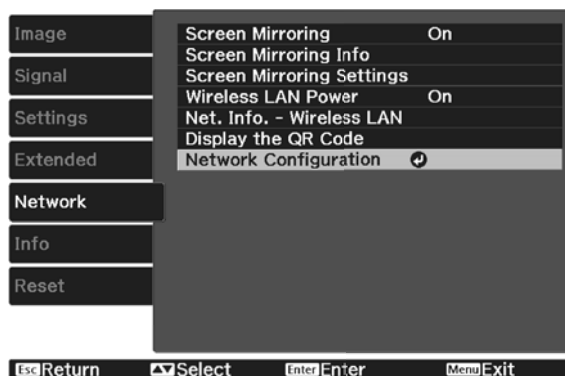 Image
Signal
Settings
Extended
Network
Info
Reset
Screen Mirroring On
Screen Mirroring Info
Screen Mirroring Settings
Wireless LAN Power On
Net. Info. - Wireless LAN
Display the QR Code
Network Configuration
Esc Return Select Enter Enter Menu Exit